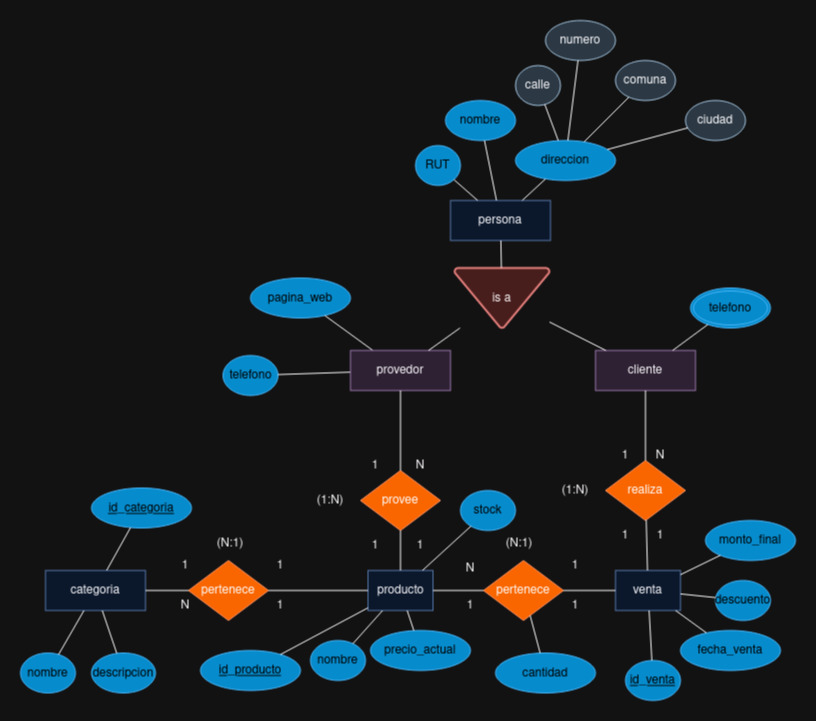 numero
calle
comuna
nombre
ciudad
RUT
direccion
persona
is a
pagina_web
telefono
telefono
provedor
cliente
1 N
1 N
(1:N)
provee
(1:N)
realiza
id_categoria
stock
1 1
1 1
monto_final
(N:1)
(N:1)
1 1
N 1
categoria
pertenece
producto
pertenece
venta
descuento
N 1
1 1
nombre
descripcion
id_producto
nombre
precio_actual
cantidad
id_venta
fecha_venta